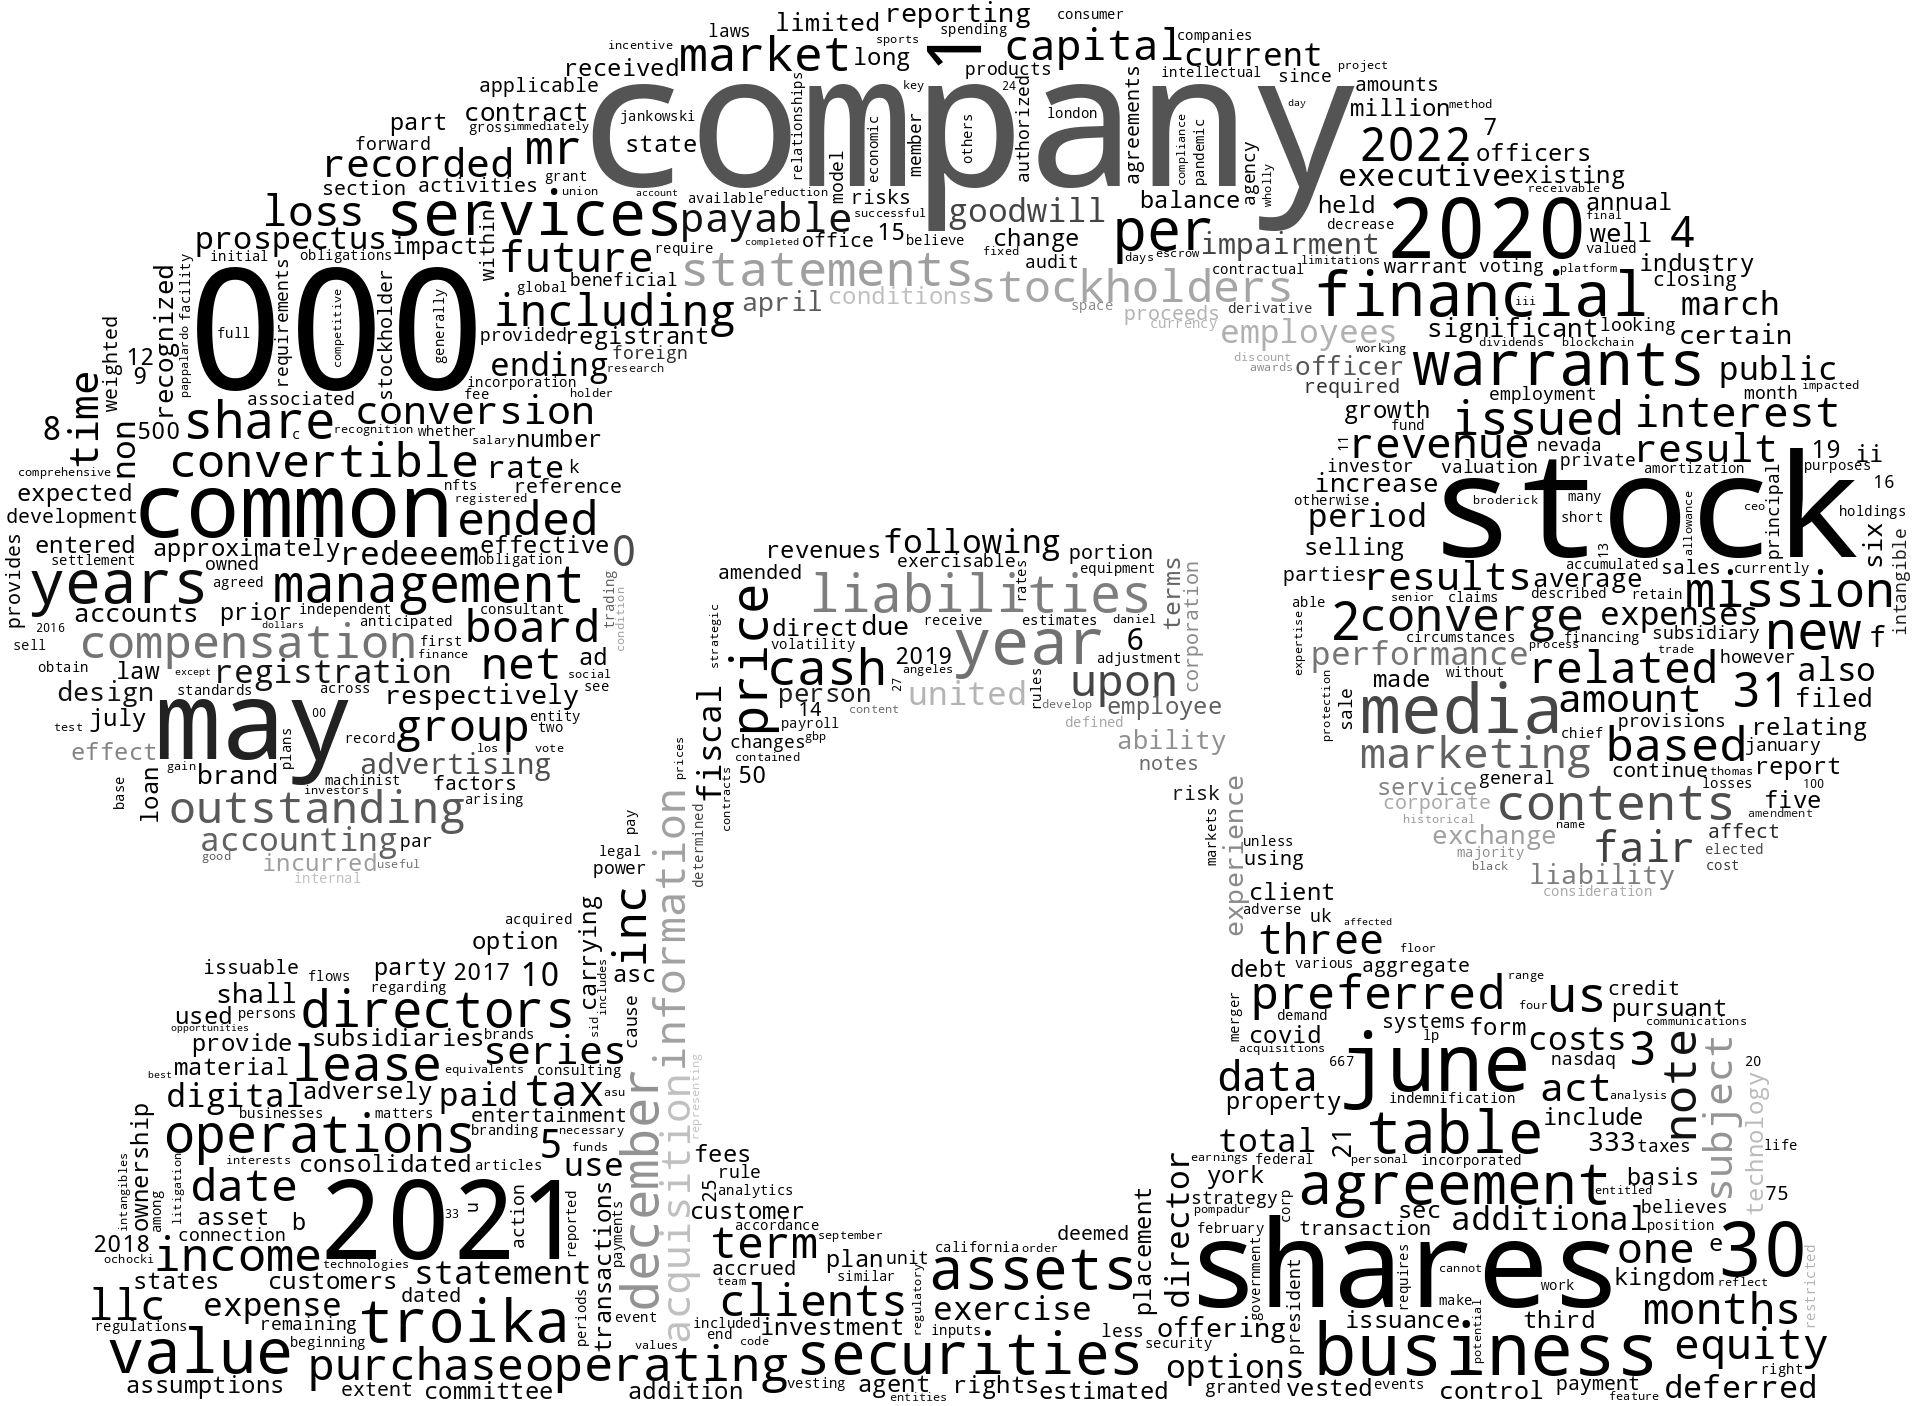 reporting
consumer
limited
laws
sports
spending
companies
incentive
market
long
1
capital
current
received
products
intellectual
since
project
applicable
company
relationships
key
24
authorized
agreements
day
amounts
contract
jankowski
london
million
method
part
gross
immediately
economic
member
others
compliance
pandemic
7
forward
mr
state
2022
officers
recorded
model
agency
wholly
executive
existing
section
activities
grant
union
account
available
reduction
risks
balance
held
receivable
loss
services
payable
successful
goodwill
per
decrease
2020
annual
final
prospectus
impact
within
future
require
completed
office
15
believe
fixed
change
impairment
well
4
valued
initial
obligations
audit
days
escrow
contractual
limitations
warrant
voting
platform
industry
pappalardo
facility
recognized
000
full
requirements
competitive
stockholder
generally
global
beneficial
statements
conditions
stockholders
financial
iii
closing
including
april
space
proceeds
currency
derivative
employees
march
weighted
12
9
provided
registrant
significant
looking
certain
time
ending
foreign
research
discount
awards
working
officer
dividends
blockchain
warrants
public
incorporation
fee
holder
required
employment
month
impacted
associated
conversion
growth
fund
issued
interest
8
non
500
share
c
recognition
whether
salary
number
11
revenue
nevada
result
19
ii
comprehensive
convertible
rate
k
investor
valuation
private
amortization
purposes
expected
common
nfts
registered
reference
increase
otherwise
broderick
stock
many
short
allowance
principal
ceo
16
holdings
development
ended
period
13
six
entered
approximately
redeeem
effective
0
revenues
following
portion
selling
settlement
owned
obligation
amended
exercisable
equipment
terms
accumulated
sales
currently
provides
years
agreed
management
trading
condition
strategic
price
liabilities
rates
corporation
parties
results
average
mission
intangible
accounts
prior
independent
consultant
able
senior
claims
described
retain
2016
dollars
anticipated
board
direct
due
receive
estimates
daniel
2
converge
expenses
sell
compensation
first
finance
volatility
year
6
expertise
circumstances
process
financing
subsidiary
new
f
obtain
law
except
registration
net
ad
social
cash
2019
angeles
adjustment
performance
trade
however
design
standards
across
respectively
see
person
27
united
rules
upon
made
without
related
also
july
may
00
group
entity
two
fiscal
14
content
develop
employee
protection
sale
media
amount
31
filed
test
effect
plans
record
los
vote
payroll
gbp
defined
chief
provisions
relating
gain
brand
advertising
prices
changes
contained
ability
marketing
based
january
base
loan
machinist
investors
factors
arising
contracts
50
notes
general
continue
thomas
report
outstanding
information
risk
experience
service
losses
100
corporate
contents
five
accounting
par
pay
determined
markets
unless
historical
name
amendment
good
incurred
useful
legal
using
exchange
fair
affect
internal
power
majority
elected
black
cost
inc
client
liability
consideration
acquired
carrying
adverse
uk
affected
option
three
floor
issuable
flows
party
2017
10
asc
debt
various
aggregate
range
shall
regarding
includes
preferred
four
us
credit
used
persons
directors
sid
cause
merger
demand
pursuant
opportunities
provide
subsidiaries
brands
covid
systems
form
communications
series
acquisitions
lp
costs
3
note
subject
best
material
lease
equivalents
consulting
667
june
nasdaq
20
digital
adversely
paid
tax
asu
december
acquisition
representing
data
act
analysis
technology
businesses
matters
entertainment
property
indemnification
include
ownership
operations
branding
5
necessary
total
21
table
333
taxes
life
intangibles
among
litigation
interests
consolidated
articles
funds
use
fees
earnings
federal
personal
incorporated
date
rule
director
york
agreement
basis
25
analytics
strategy
entitled
75
asset
b
2021
33
u
action
reported
transactions
payments
customer
placement
pompadur
corp
sec
believes
connection
accordance
september
deemed
february
transaction
additional
position
2018
ochocki
income
technologies
term
plan
unit
california
order
shares
one
e
30
states
customers
statement
accrued
team
similar
regulatory
assets
government
president
requires
cannot
work
kingdom
reflect
restricted
llc
expense
dated
periods
event
clients
exercise
make
months
regulations
remaining
troika
included
end
investment
code
inputs
less
offering
issuance
third
value
beginning
values
securities
security
potential
business
equity
purchase
operating
options
right
assumptions
extent
committee
addition
vesting
agent
entities
rights
estimated
granted
vested
events
control
payment
feature
deferred